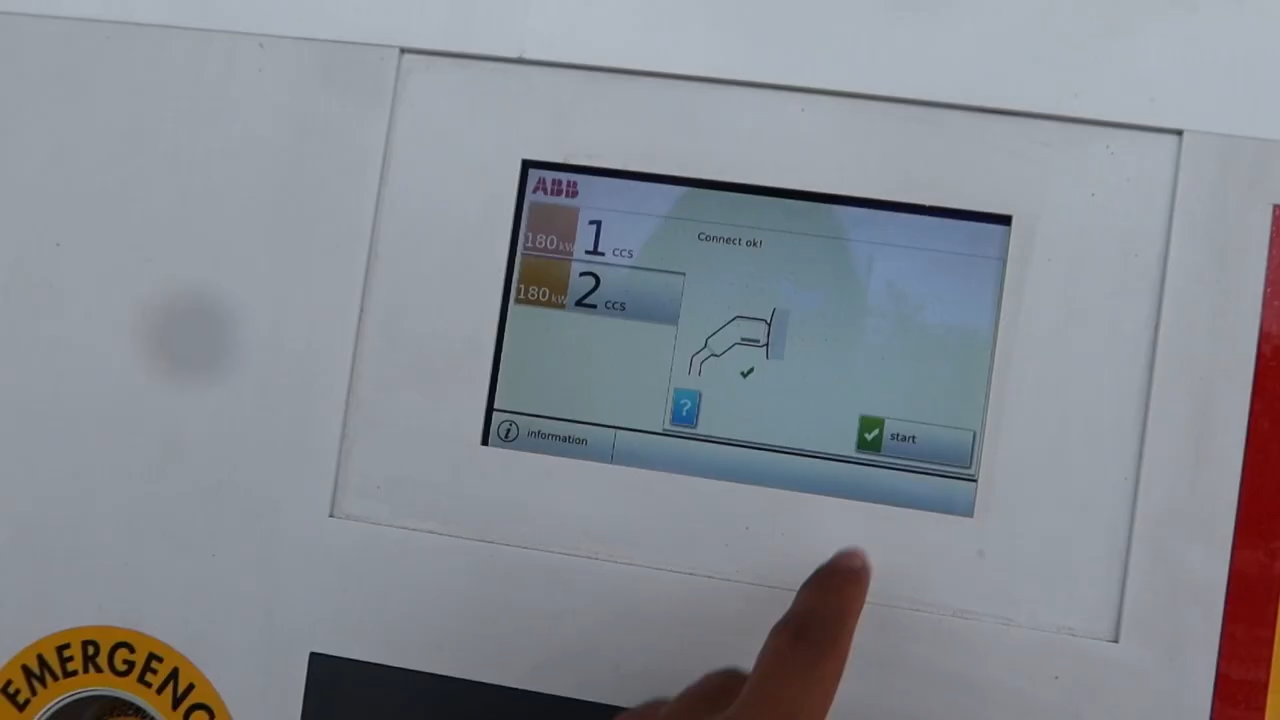 ABB
180 kW 1 CCS
Connect ok!
180 kW 2 CCS
?
start
i information
EMERGENC